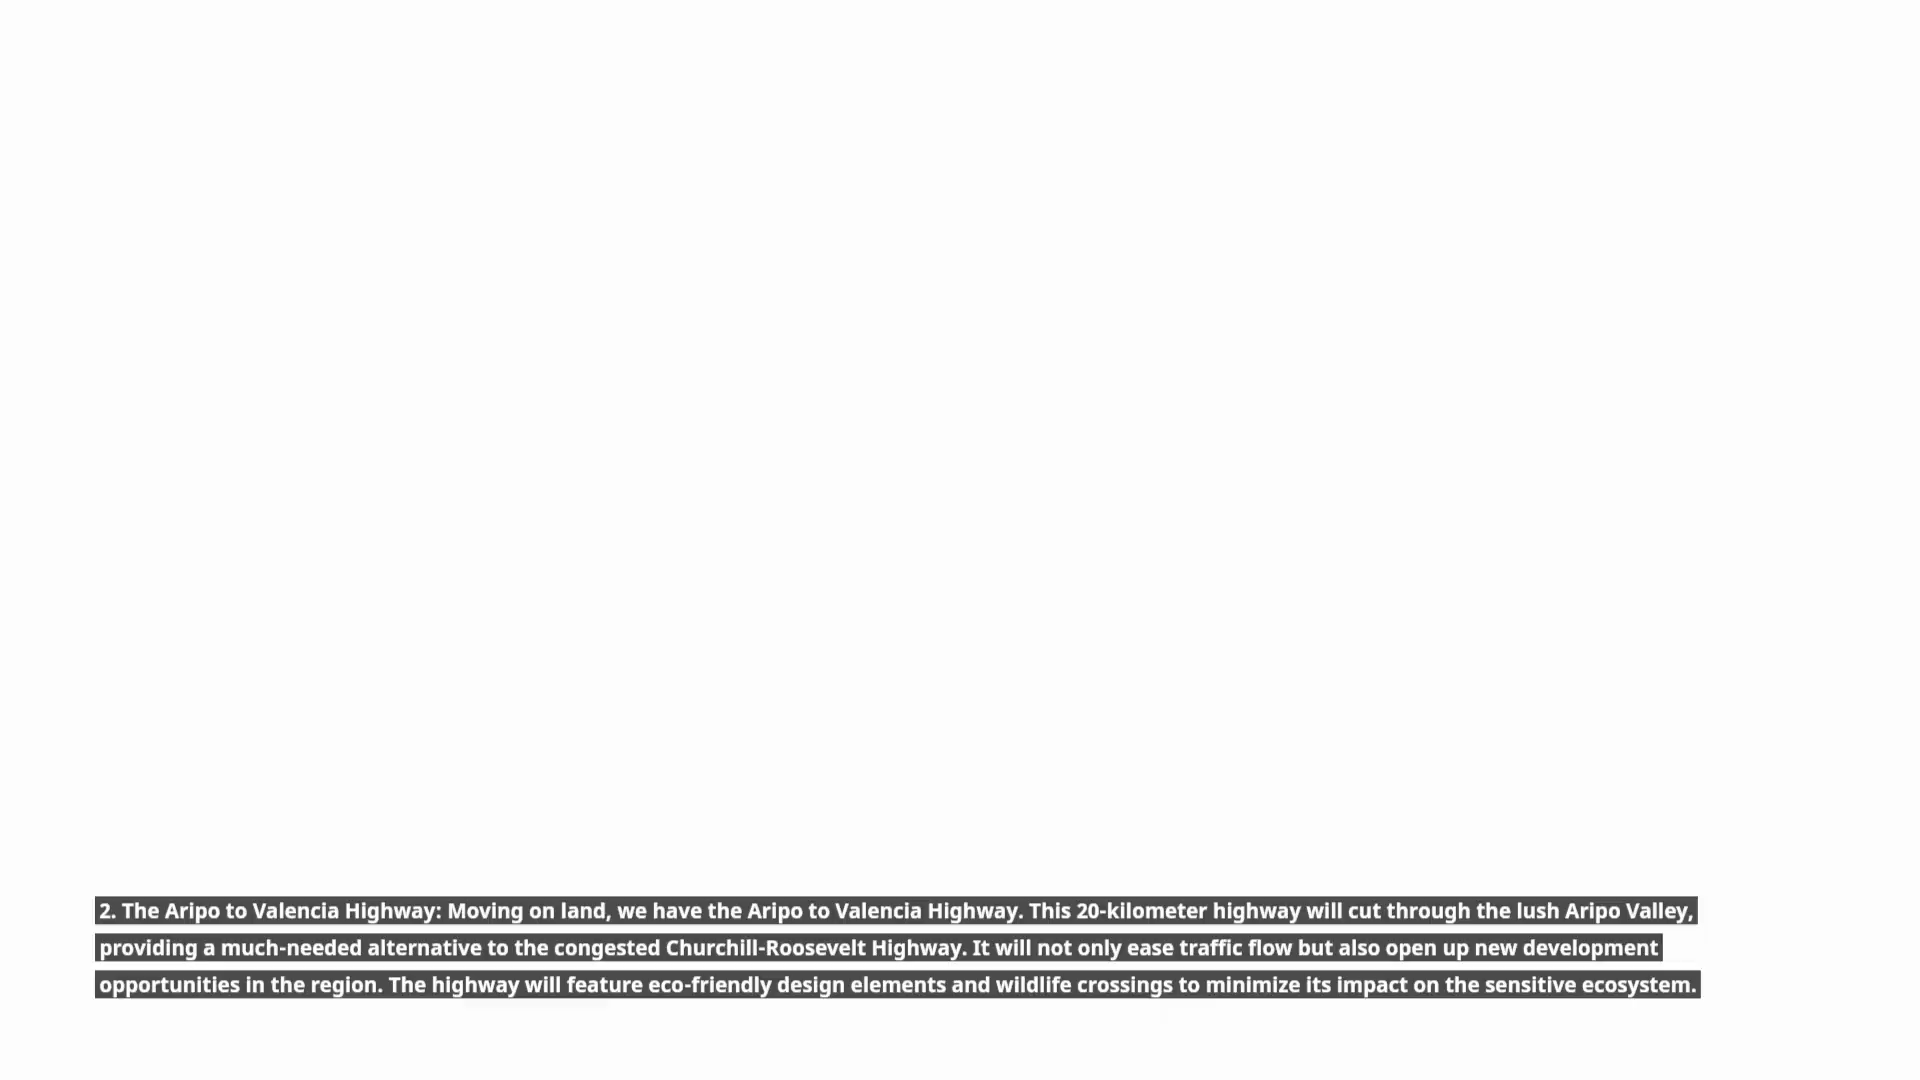 2. The Aripo to Valencia Highway: Moving on land, we have the Aripo to Valencia Highway. This 20-kilometer highway will cut through the lush Aripo Valley,
providing a much-needed alternative to the congested Churchill-Roosevelt Highway. It will not only ease traffic flow but also open up new development
opportunities in the region. The highway will feature eco-friendly design elements and wildlife crossings to minimize its impact on the sensitive ecosystem.